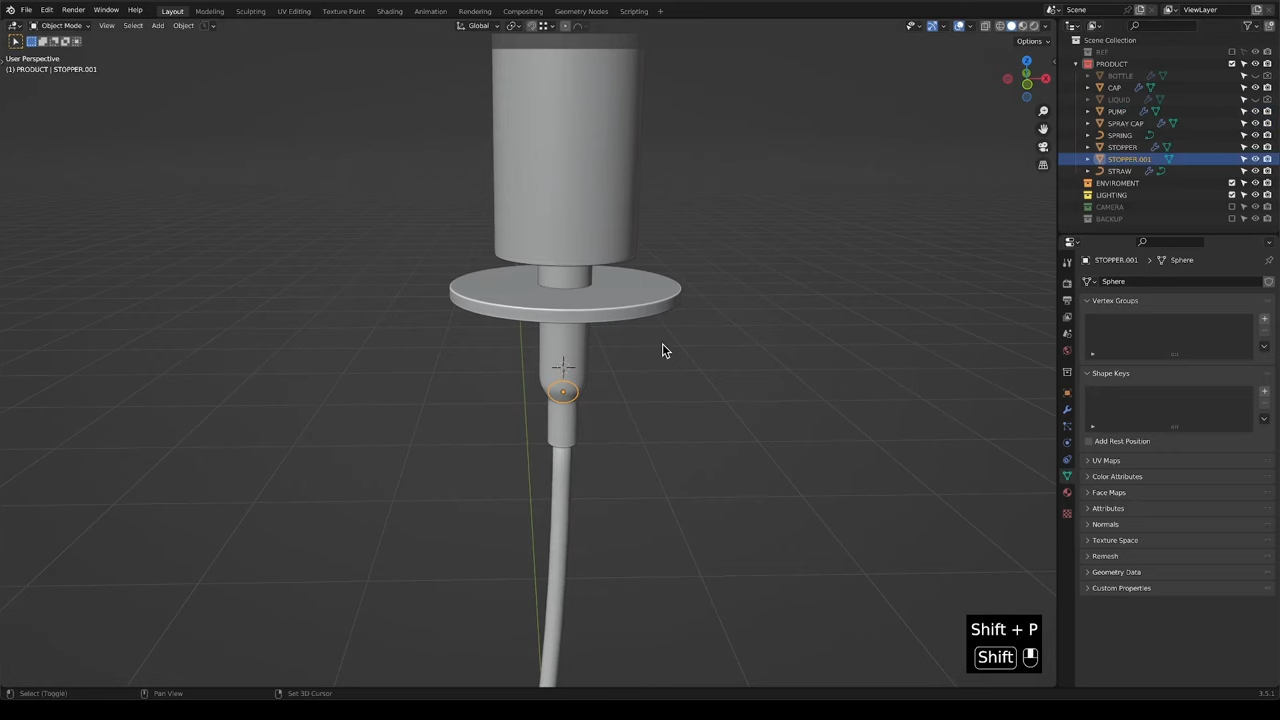 File Edit Render Window Help Layout Modeling Sculpting UV Editing Texture Paint Shading Animation Rendering Compositing Geometry Nodes Scripting + Scene ViewLayer
Object Mode View Select Add Object Global
Options
User Perspective
(1) PRODUCT | STOPPER.001
Z
X
Scene Collection
REF
PRODUCT
BOTTLE
CAP
LIQUID
PUMP
SPRAY CAP
SPRING
STOPPER
STOPPER.001
STRAW
ENVIROMENT
LIGHTING
CAMERA
BACKUP
STOPPER.001 > Sphere
Sphere
Vertex Groups
Shape Keys
Add Rest Position
UV Maps
Color Attributes
Face Maps
Attributes
Normals
Texture Space
Remesh
Geometry Data
Custom Properties
Shift + P
Shift
Select (Toggle) Pan View Set 3D Cursor 3.5.1